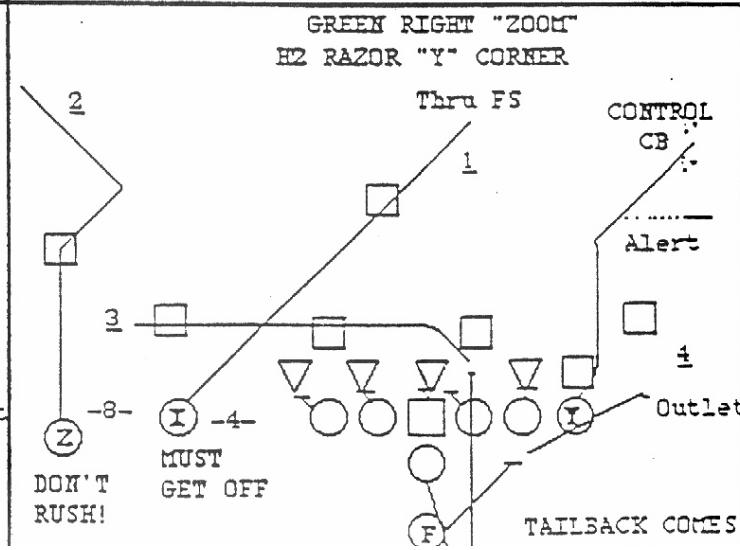 GREEN RIGHT "ZOOM"
H2 RAZOR "Y" CORNER
2
Thru FS
CONTROL
CB
1
Alert
3
4
-8-
I
-4-
Y
Outlet
Z
MUST
GET OFF
DON'T
RUSH!
F
TAILBACK COMES